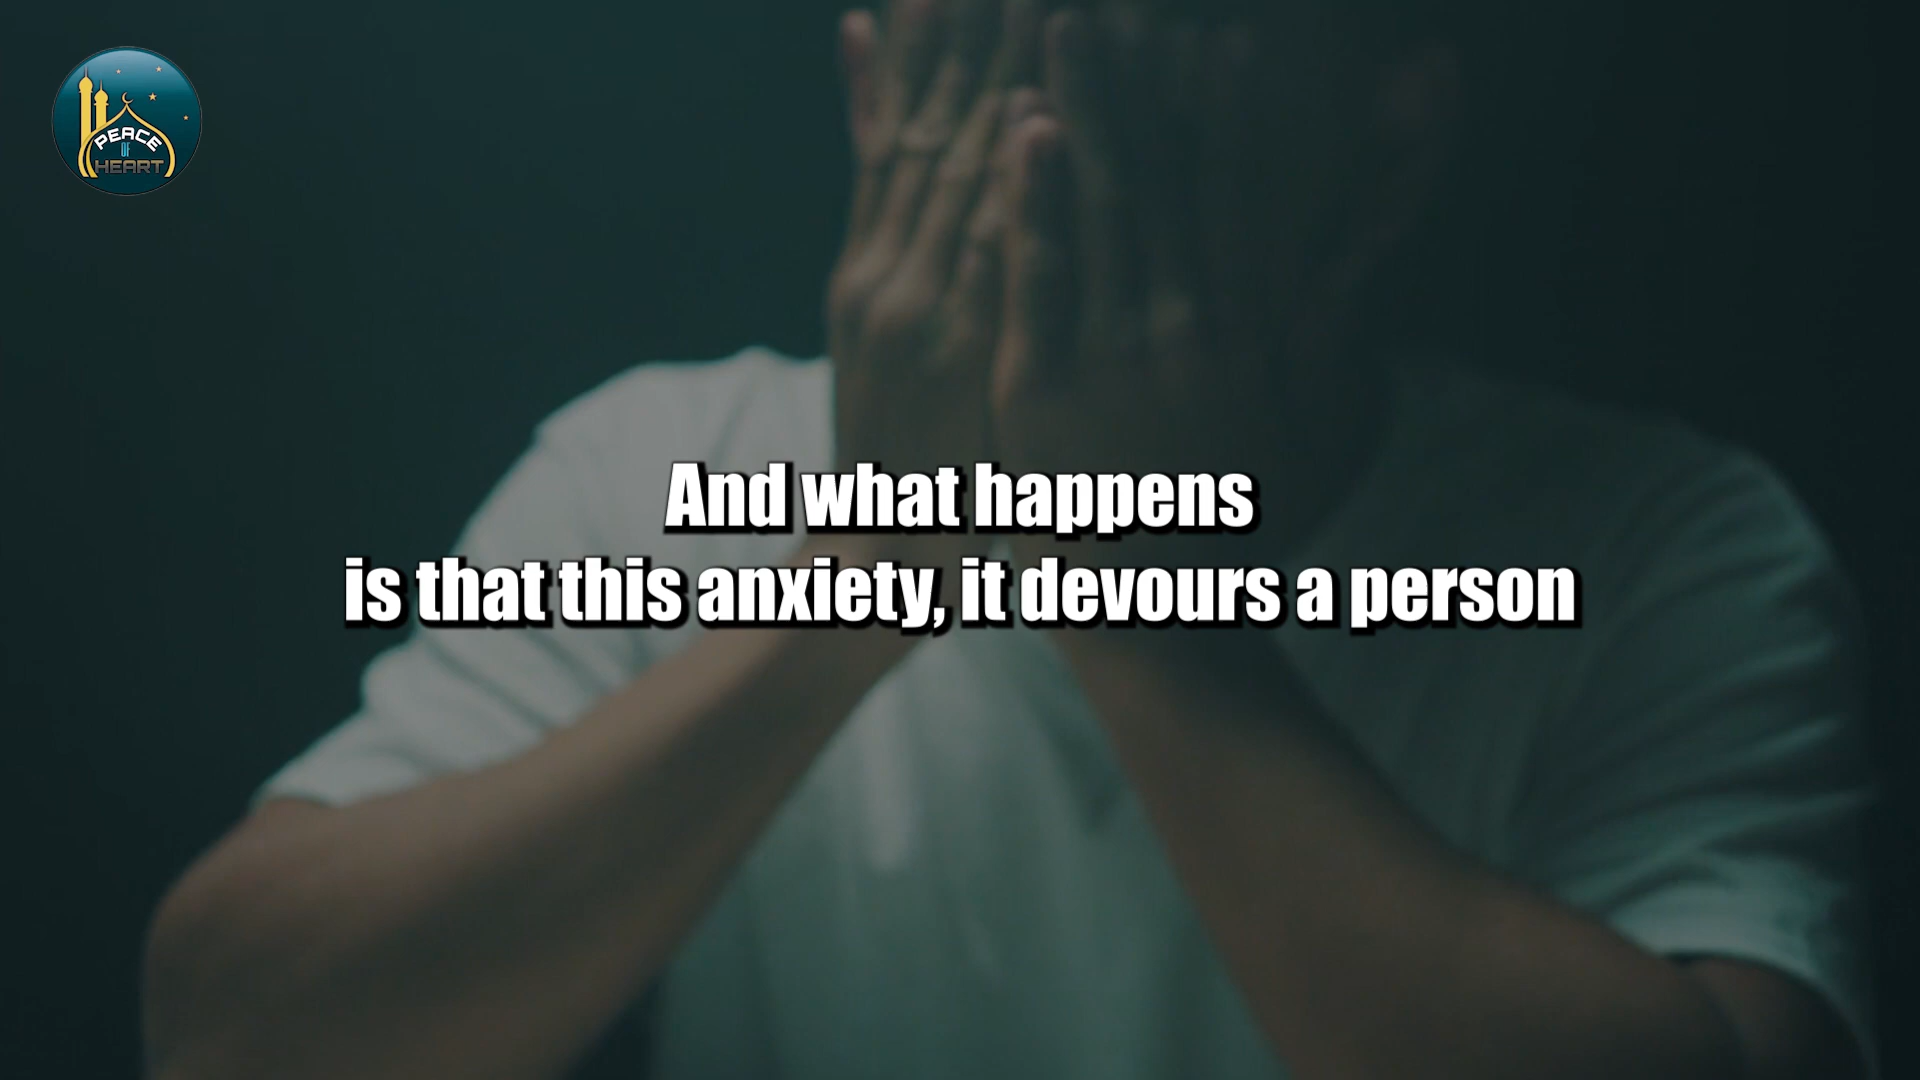 PEACE
OF
HEART
And what happens
is that this anxiety, it devours a person